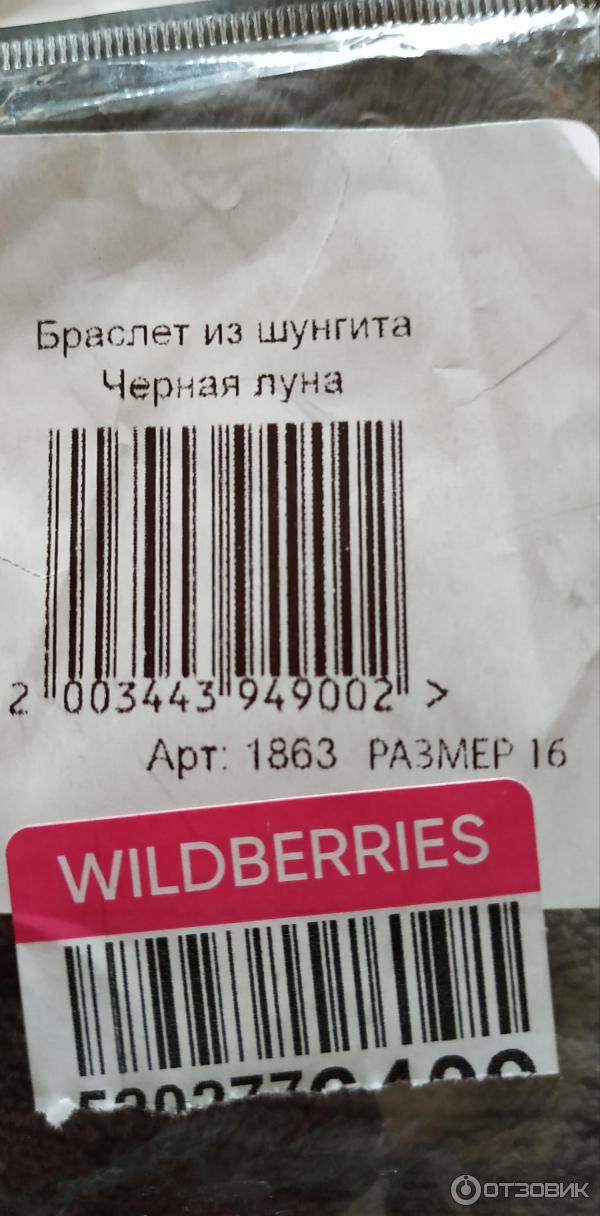 Браслет из шунгита
Черная луна
2 003443 949002 >
Арт: 1863 РАЗМЕР 16
WILDBERRIES
ОТЗОВИК